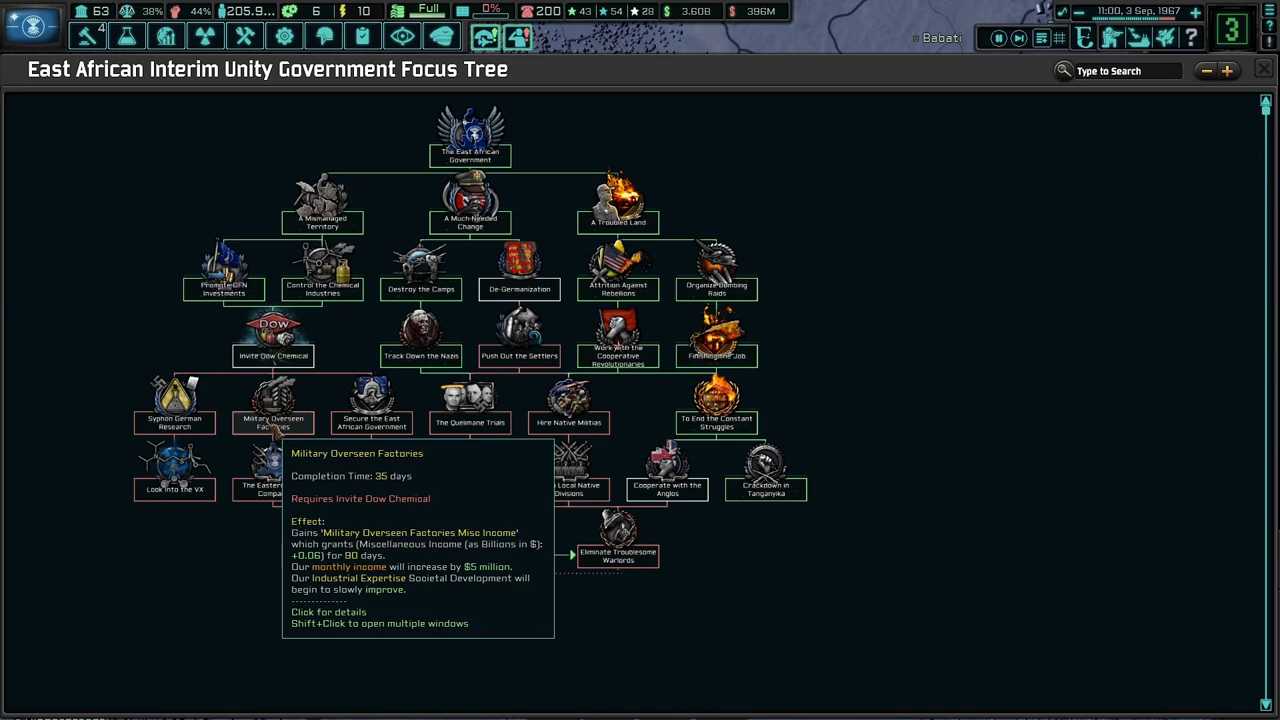 63 38% 44% 205.9... 6 10 Full 0% 200 43 54 28 3.60B 396M
11:00, 3 Sep, 1967
3
4
Babati
East African Interim Unity Government Focus Tree
Type to Search
The East African
Government
A Mismanaged
Territory
A Much-Needed
Change
A Troubled Land
Promote OFN
Investments
Control the Chemical
Industries
Destroy the Camps
De-Germanization
Attrition Against
Rebellions
Organize Bombing
Raids
DOW
Invite Dow Chemical
Track Down the Nazis
Push Out the Settlers
Work with the
Cooperative
Revolutionaries
Finishing the Job
Syphon German
Research
Military Overseen
Factories
Secure the East
African Government
The Quelimane Trials
Hire Native Militias
To End the Constant
Struggles
Look Into the VX
The Eastern
Compa
Local Native
Divisions
Cooperate with the
Anglos
Crackdown in
Tanganyika
Eliminate Troublesome
Warlords
Military Overseen Factories
Completion Time: 35 days
Requires Invite Dow Chemical
Effect:
Gains 'Military Overseen Factories Misc Income'
which grants (Miscellaneous Income (as Billions in $):
+0.06) for 90 days.
Our monthly income will increase by $5 million.
Our Industrial Expertise Societal Development will
begin to slowly improve.
--------------
Click for details
Shift+Click to open multiple windows